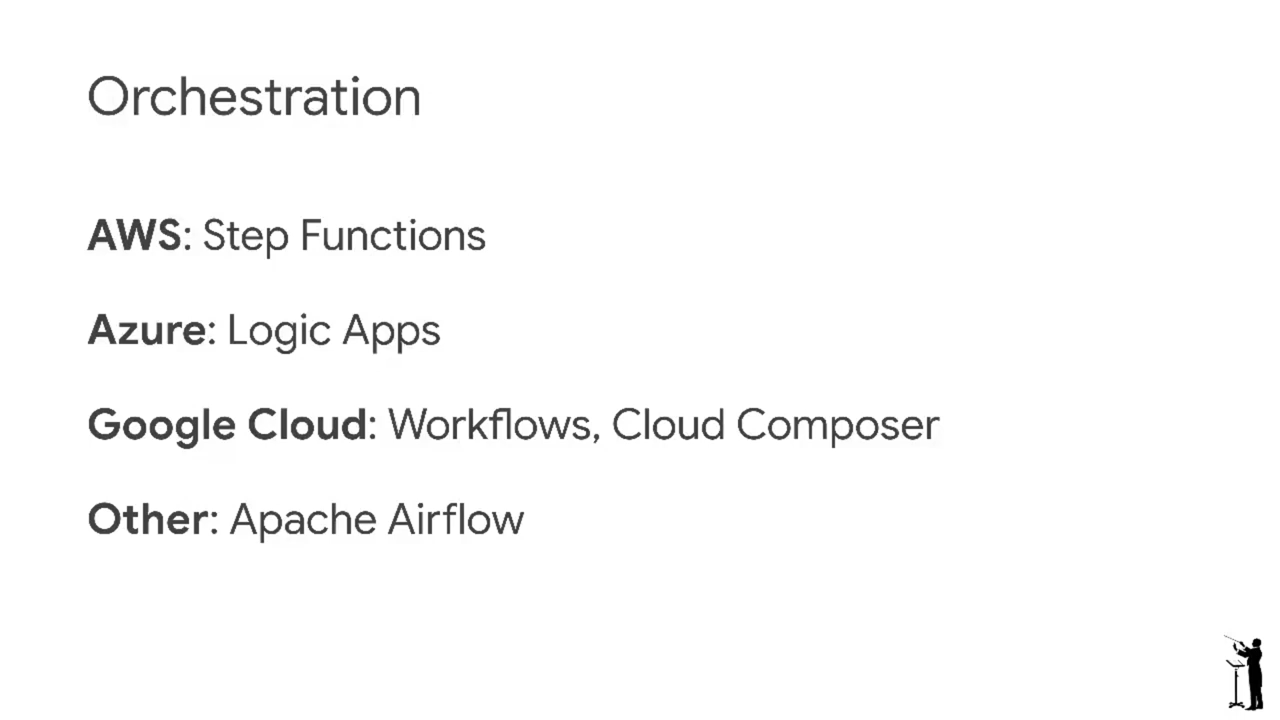 Orchestration
AWS: Step Functions
Azure: Logic Apps
Google Cloud: Workflows, Cloud Composer
Other: Apache Airflow